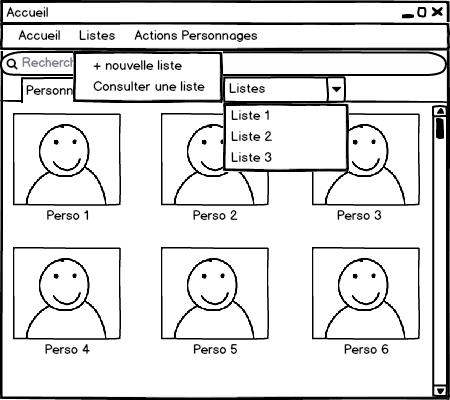 Accueil
Accueil Listes Actions Personnages
Recherch
+ nouvelle liste
Consulter une liste
Personn
Listes
Liste 1
Liste 2
Liste 3
Perso 1 Perso 2 Perso 3
Perso 4 Perso 5 Perso 6